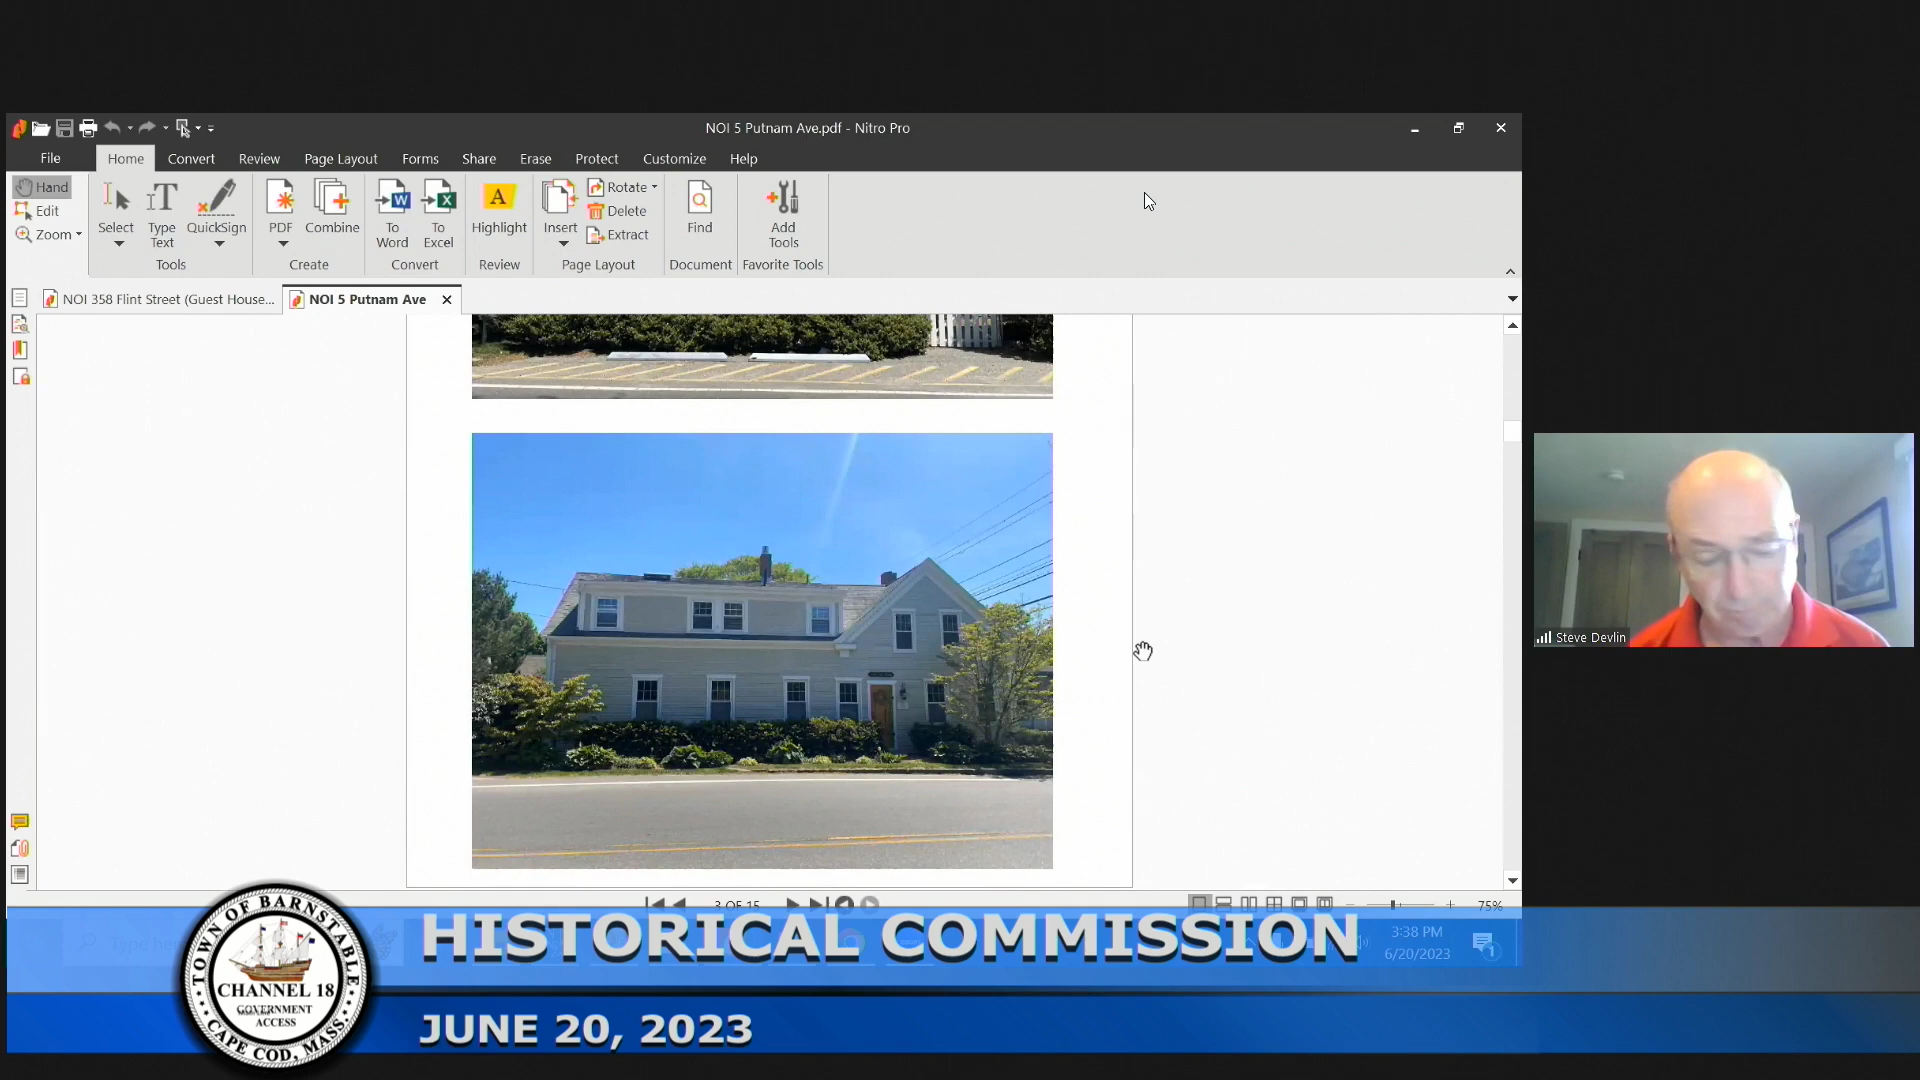 NOI 5 Putnam Ave.pdf - Nitro Pro
File Home Convert Review Page Layout Forms Share Erase Protect Customize Help
Hand
Edit
Zoom
Select
Type Text
QuickSign
Tools
PDF
Combine
Create
To Word
To Excel
Convert
Highlight
Review
Insert
Rotate
Delete
Extract
Page Layout
Find
Document
Add Tools
Favorite Tools
NOI 358 Flint Street (Guest House...
NOI 5 Putnam Ave
Steve Devlin
3 OF 15
75%
Type he
3:38 PM
6/20/2023
1
TOWN OF BARNSTABLE
CHANNEL 18
GOVERNMENT
ACCESS
CAPE COD, MASS.
HISTORICAL COMMISSION
JUNE 20, 2023